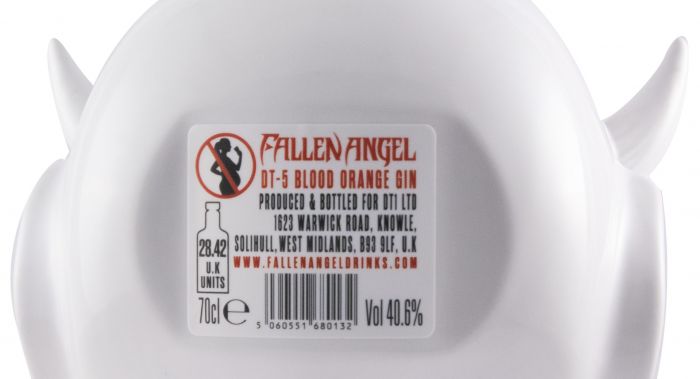 FALLEN ANGEL
DT-5 BLOOD ORANGE GIN
PRODUCED & BOTTLED FOR DT1 LTD
1623 WARWICK ROAD, KNOWLE,
SOLIHULL, WEST MIDLANDS, B93 9LF, U.K
WWW.FALLENANGELDRINKS.COM
28.42
U.K
UNITS
70cl e
5 060551 680132
Vol 40.6%